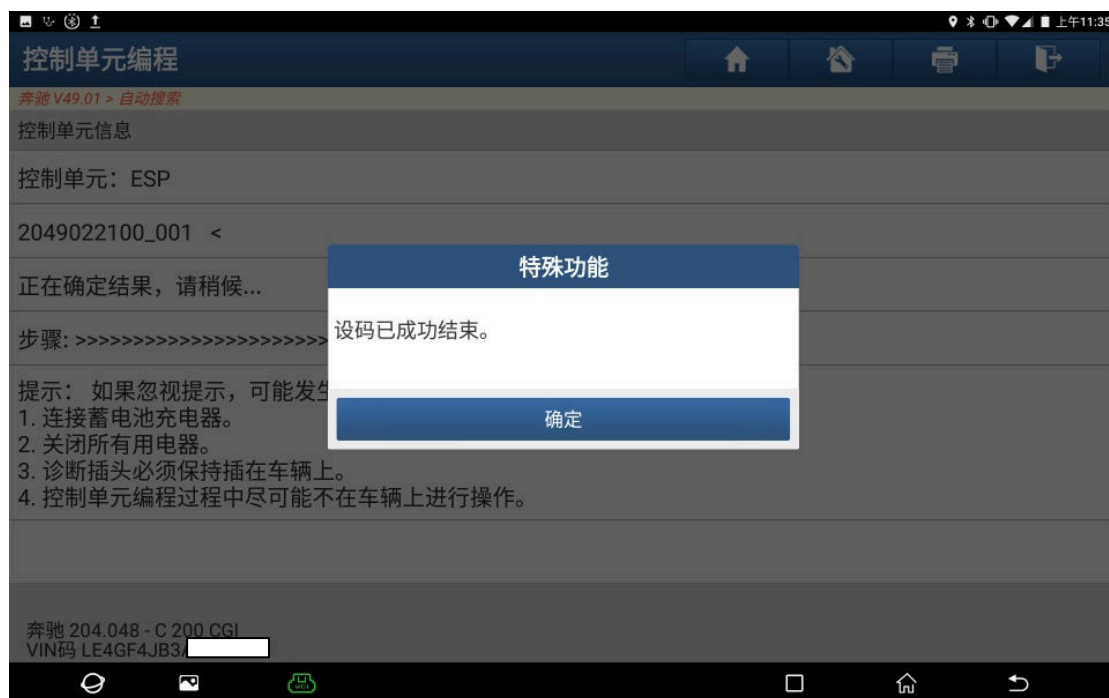 上午11:35
控制单元编程
奔驰 V49.01 > 自动搜索
控制单元信息
控制单元：ESP
2049022100_001 <
特殊功能
正在确定结果，请稍候...
设码已成功结束。
步骤: >>>>>>>>>>>>>>>>>>>>>>
提示： 如果忽视提示，可能发生
1. 连接蓄电池充电器。
确定
2. 关闭所有用电器。
3. 诊断插头必须保持插在车辆上。
4. 控制单元编程过程中尽可能不在车辆上进行操作。
奔驰 204.048 - C 200 CGI
VIN码 LE4GF4JB3
VCI